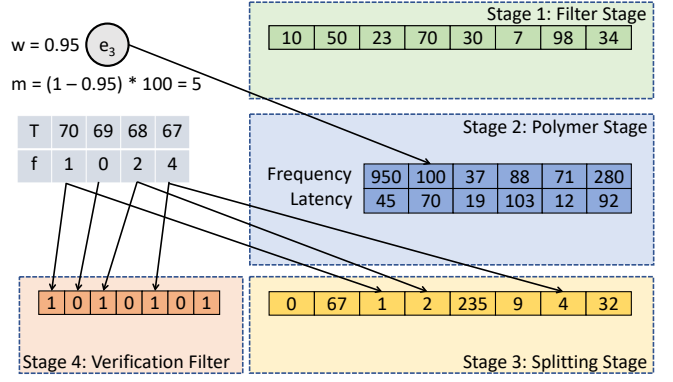 Stage 1: Filter Stage
10 50 23 70 30 7 98 34
w = 0.95 e3
m = (1 – 0.95) * 100 = 5
Stage 2: Polymer Stage
T 70 69 68 67
f 1 0 2 4
Frequency 950 100 37 88 71 280
Latency 45 70 19 103 12 92
1 0 1 0 1 0 1
Stage 4: Verification Filter
0 67 1 2 235 9 4 32
Stage 3: Splitting Stage